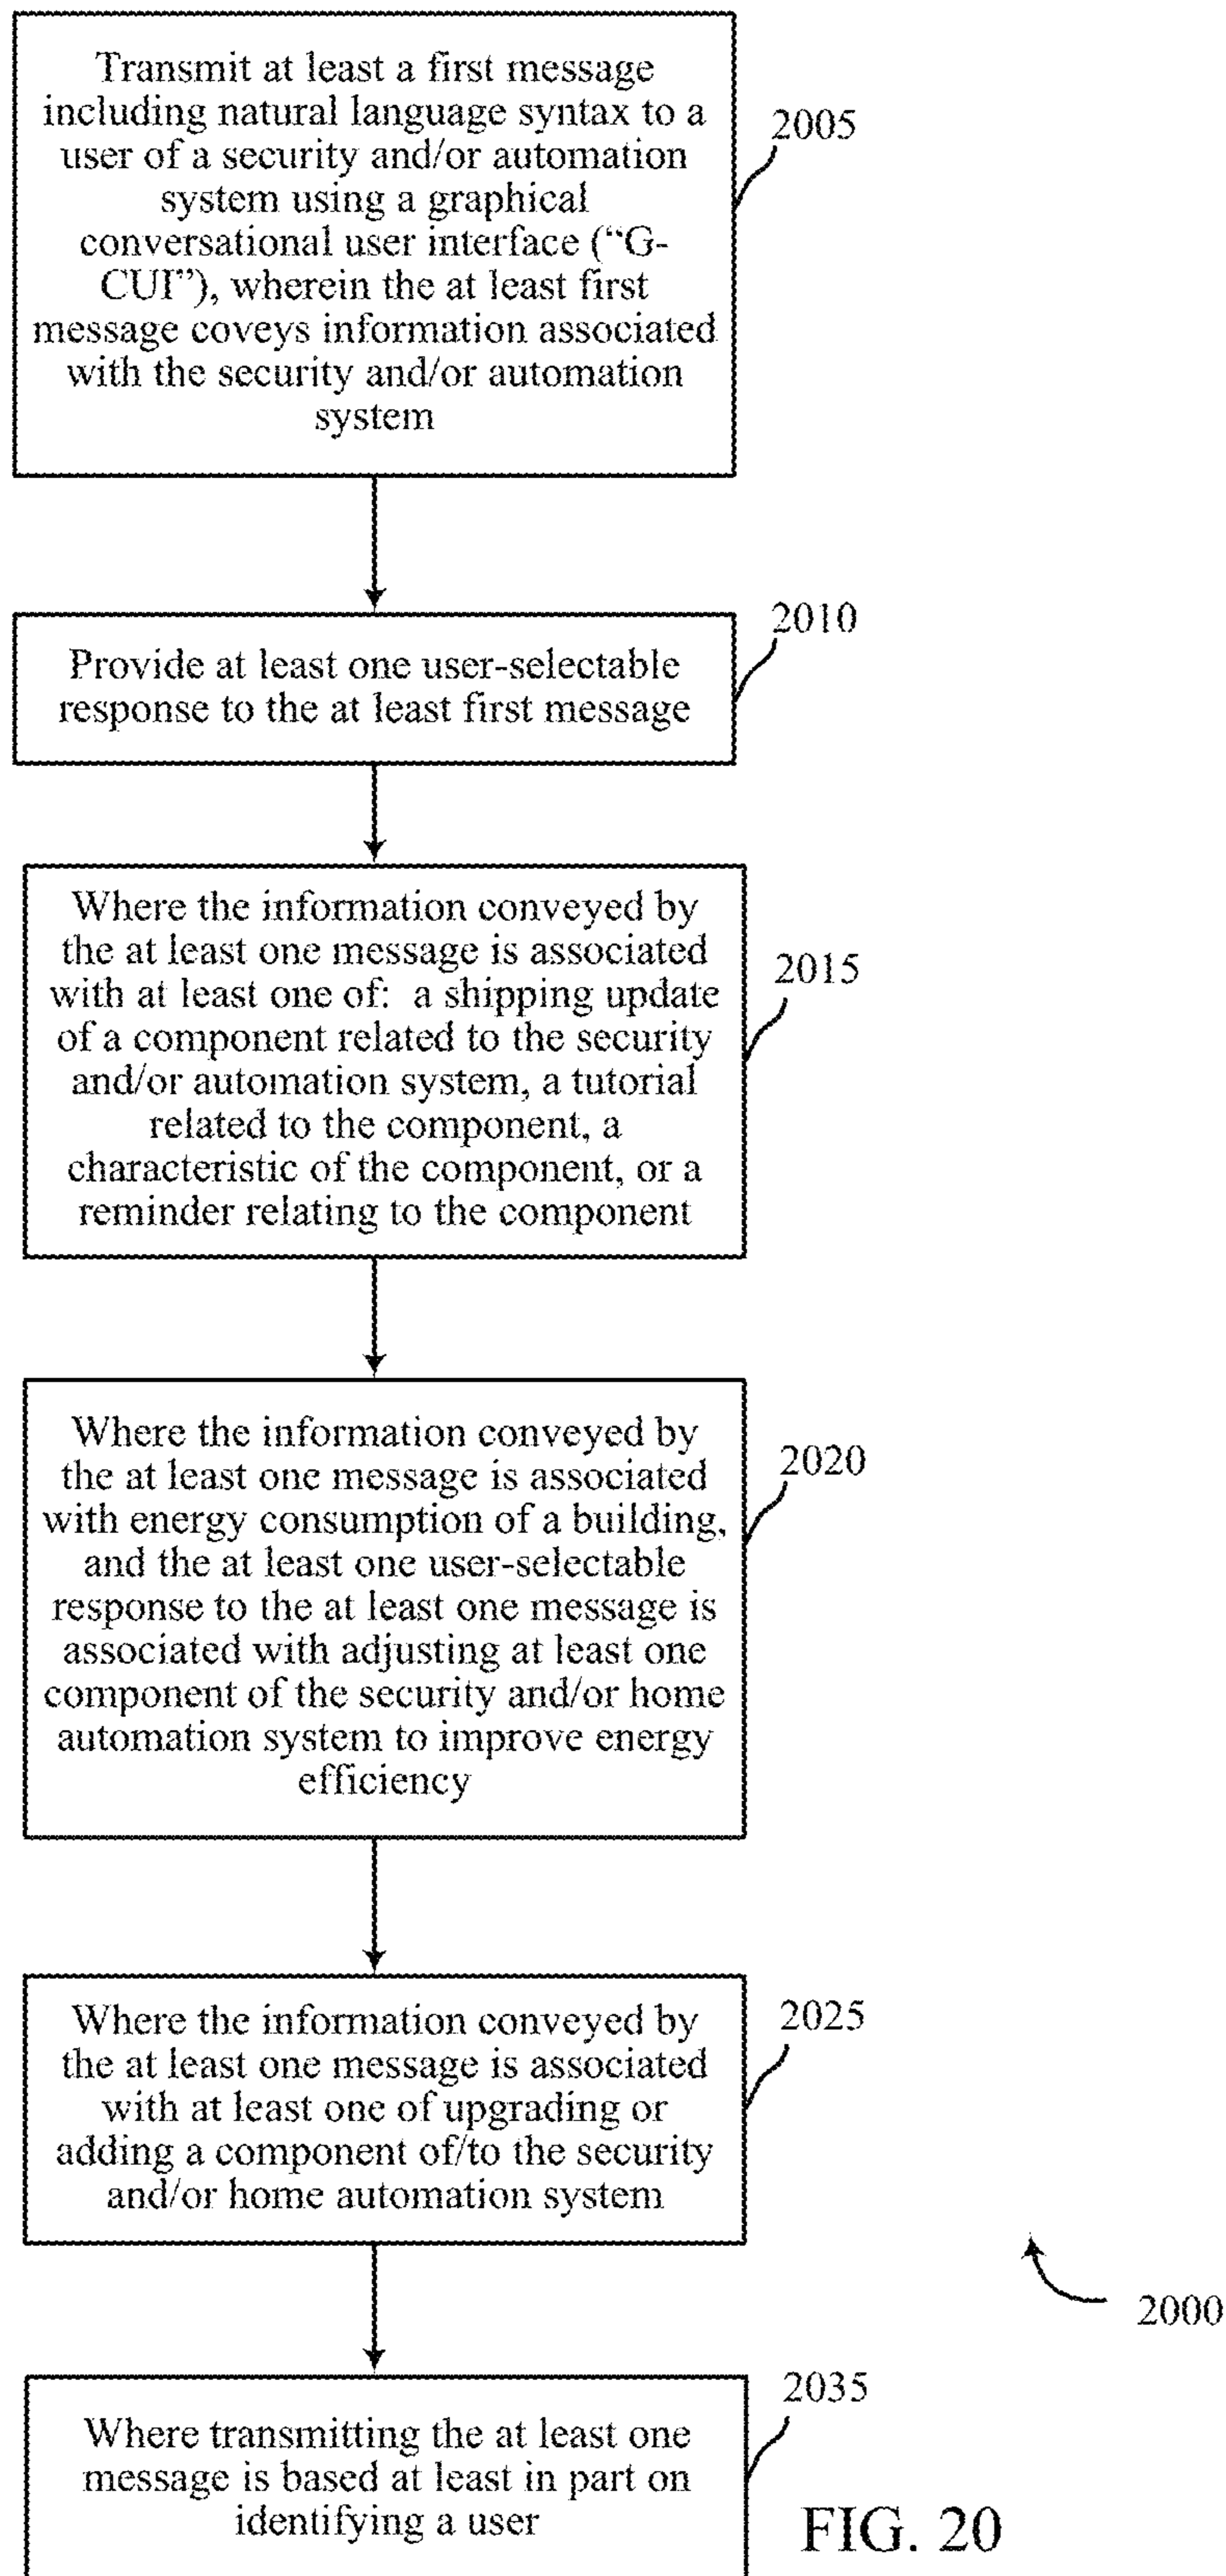 Transmit at least a first message
including natural language syntax to a
user of a security and/or automation
system using a graphical
conversational user interface (“G-
CUI”), wherein the at least first
message coveys information associated
with the security and/or automation
system
2005
Provide at least one user-selectable
response to the at least first message
2010
Where the information conveyed by
the at least one message is associated
with at least one of: a shipping update
of a component related to the security
and/or automation system, a tutorial
related to the component, a
characteristic of the component, or a
reminder relating to the component
2015
Where the information conveyed by
the at least one message is associated
with energy consumption of a building,
and the at least one user-selectable
response to the at least one message is
associated with adjusting at least one
component of the security and/or home
automation system to improve energy
efficiency
2020
Where the information conveyed by
the at least one message is associated
with at least one of upgrading or
adding a component of/to the security
and/or home automation system
2025
2000
Where transmitting the at least one
message is based at least in part on
identifying a user
2035
FIG. 20